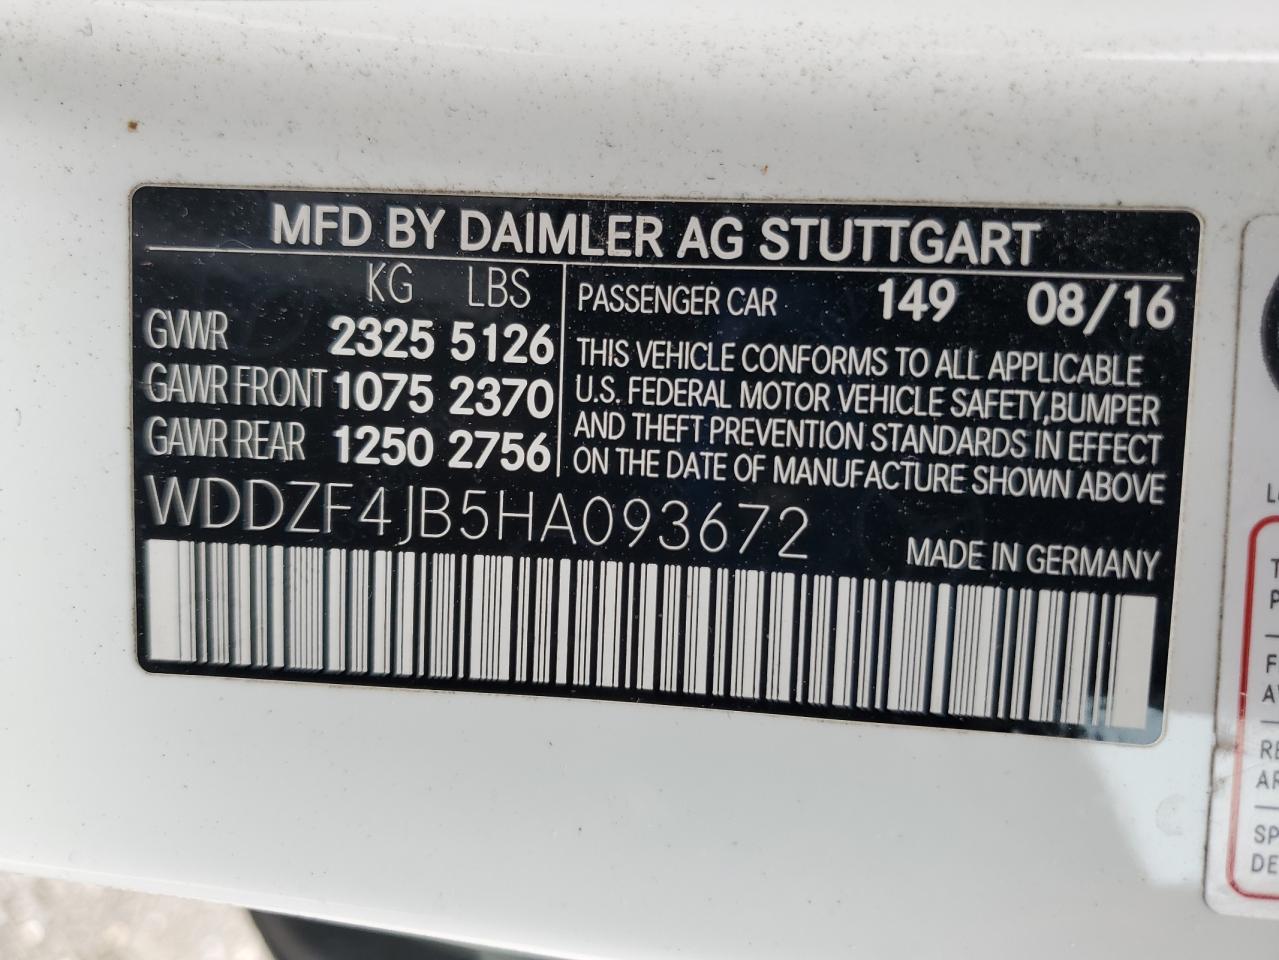 MFD BY DAIMLER AG STUTTGART
KG LBS
GVWR 2325 5126
GAWR FRONT 1075 2370
GAWR REAR 1250 2756
PASSENGER CAR 149 08/16
THIS VEHICLE CONFORMS TO ALL APPLICABLE
U.S. FEDERAL MOTOR VEHICLE SAFETY,BUMPER
AND THEFT PREVENTION STANDARDS IN EFFECT
ON THE DATE OF MANUFACTURE SHOWN ABOVE
WDDZF4JB5HA093672
MADE IN GERMANY